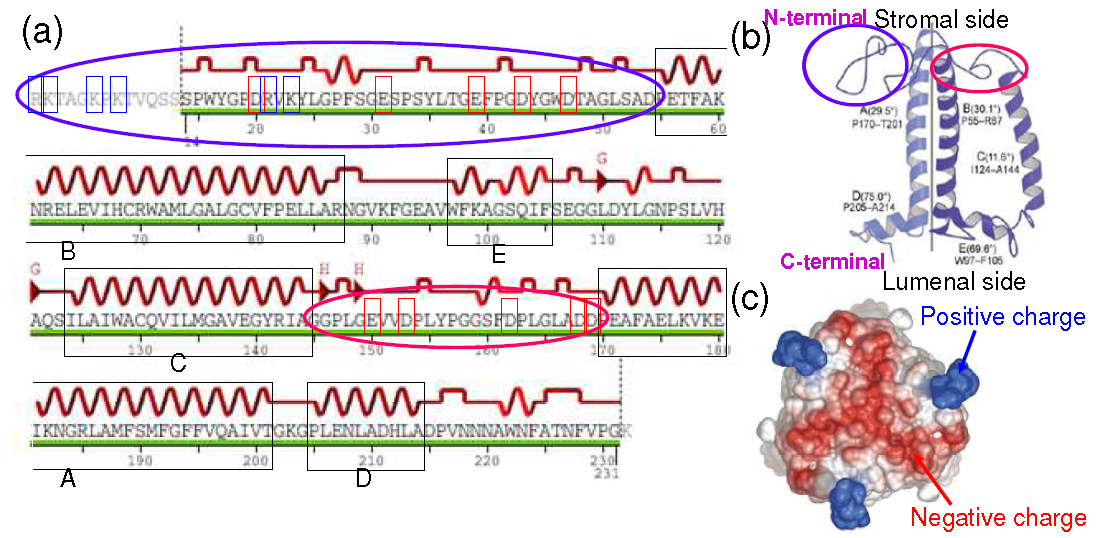 (a)
RKTAGKPKTVQSSSPWYGPDRVKYLGPFSGESPSYLTGEFPGDYGWDTAGLSADPETFAK
14 20 30 40 50 60
G
NRELEVIHCRWAMLGALGCVFPELLARNGVKFGEAVWFKAGSQIFSEGGLDYLGNPSLVH
70 80 90 100 110 120
B E
G H H
AQSILAIWACQVILMGAVEGYRIAGGPLGEVVDPLYPGGSFDPLGLADDPEAFAELKVKE
130 140 150 160 170 180
C
IKNGRLAMFSMFGFFVQAIVTGKGPLENLADHLADPVNNNAWNFATNFVPGK
190 200 210 220 230
231
A D
(b)
N-terminal Stromal side
A(29.5°)
P170–T201
B(30.1°)
P55–R87
C(11.6°)
I124–A144
D(75.0°)
P205–A214
E(69.6°)
W97–F105
C-terminal
Lumenal side
(c)
Positive charge
Negative charge